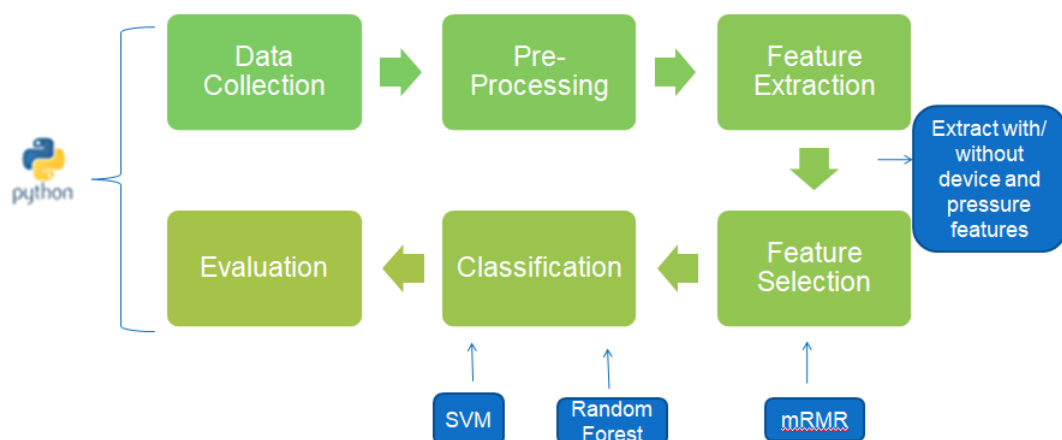 Data
Collection
Pre-
Processing
Feature
Extraction
Extract with/
without
device and
pressure
features
python
Evaluation
Classification
Feature
Selection
SVM
Random
Forest
mRMR